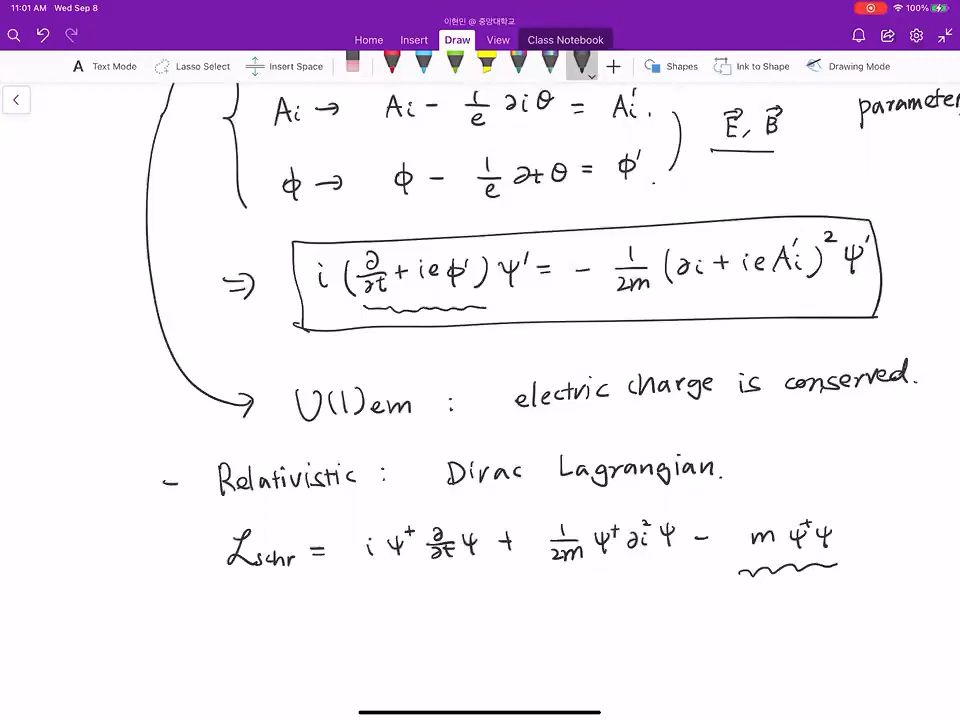 11:01 AM Wed Sep 8
100%
이현민 @ 중앙대학교
Home Insert Draw View Class Notebook
Text Mode Lasso Select Insert Space Shapes Ink to Shape Drawing Mode
Ai → Ai - 1/e ∂iθ = Ai'. E⃗, B⃗ parameter
φ → φ - 1/e ∂tθ = φ'.
⇒ i (∂/∂t + ieφ') ψ' = - 1/2m (∂i + ieAi')² ψ'
U(1)em : electric charge is conserved.
- Relativistic : Dirac Lagrangian.
ℒschr = i ψ† ∂/∂t ψ + 1/2m ψ† ∂i² ψ - m ψ†ψ